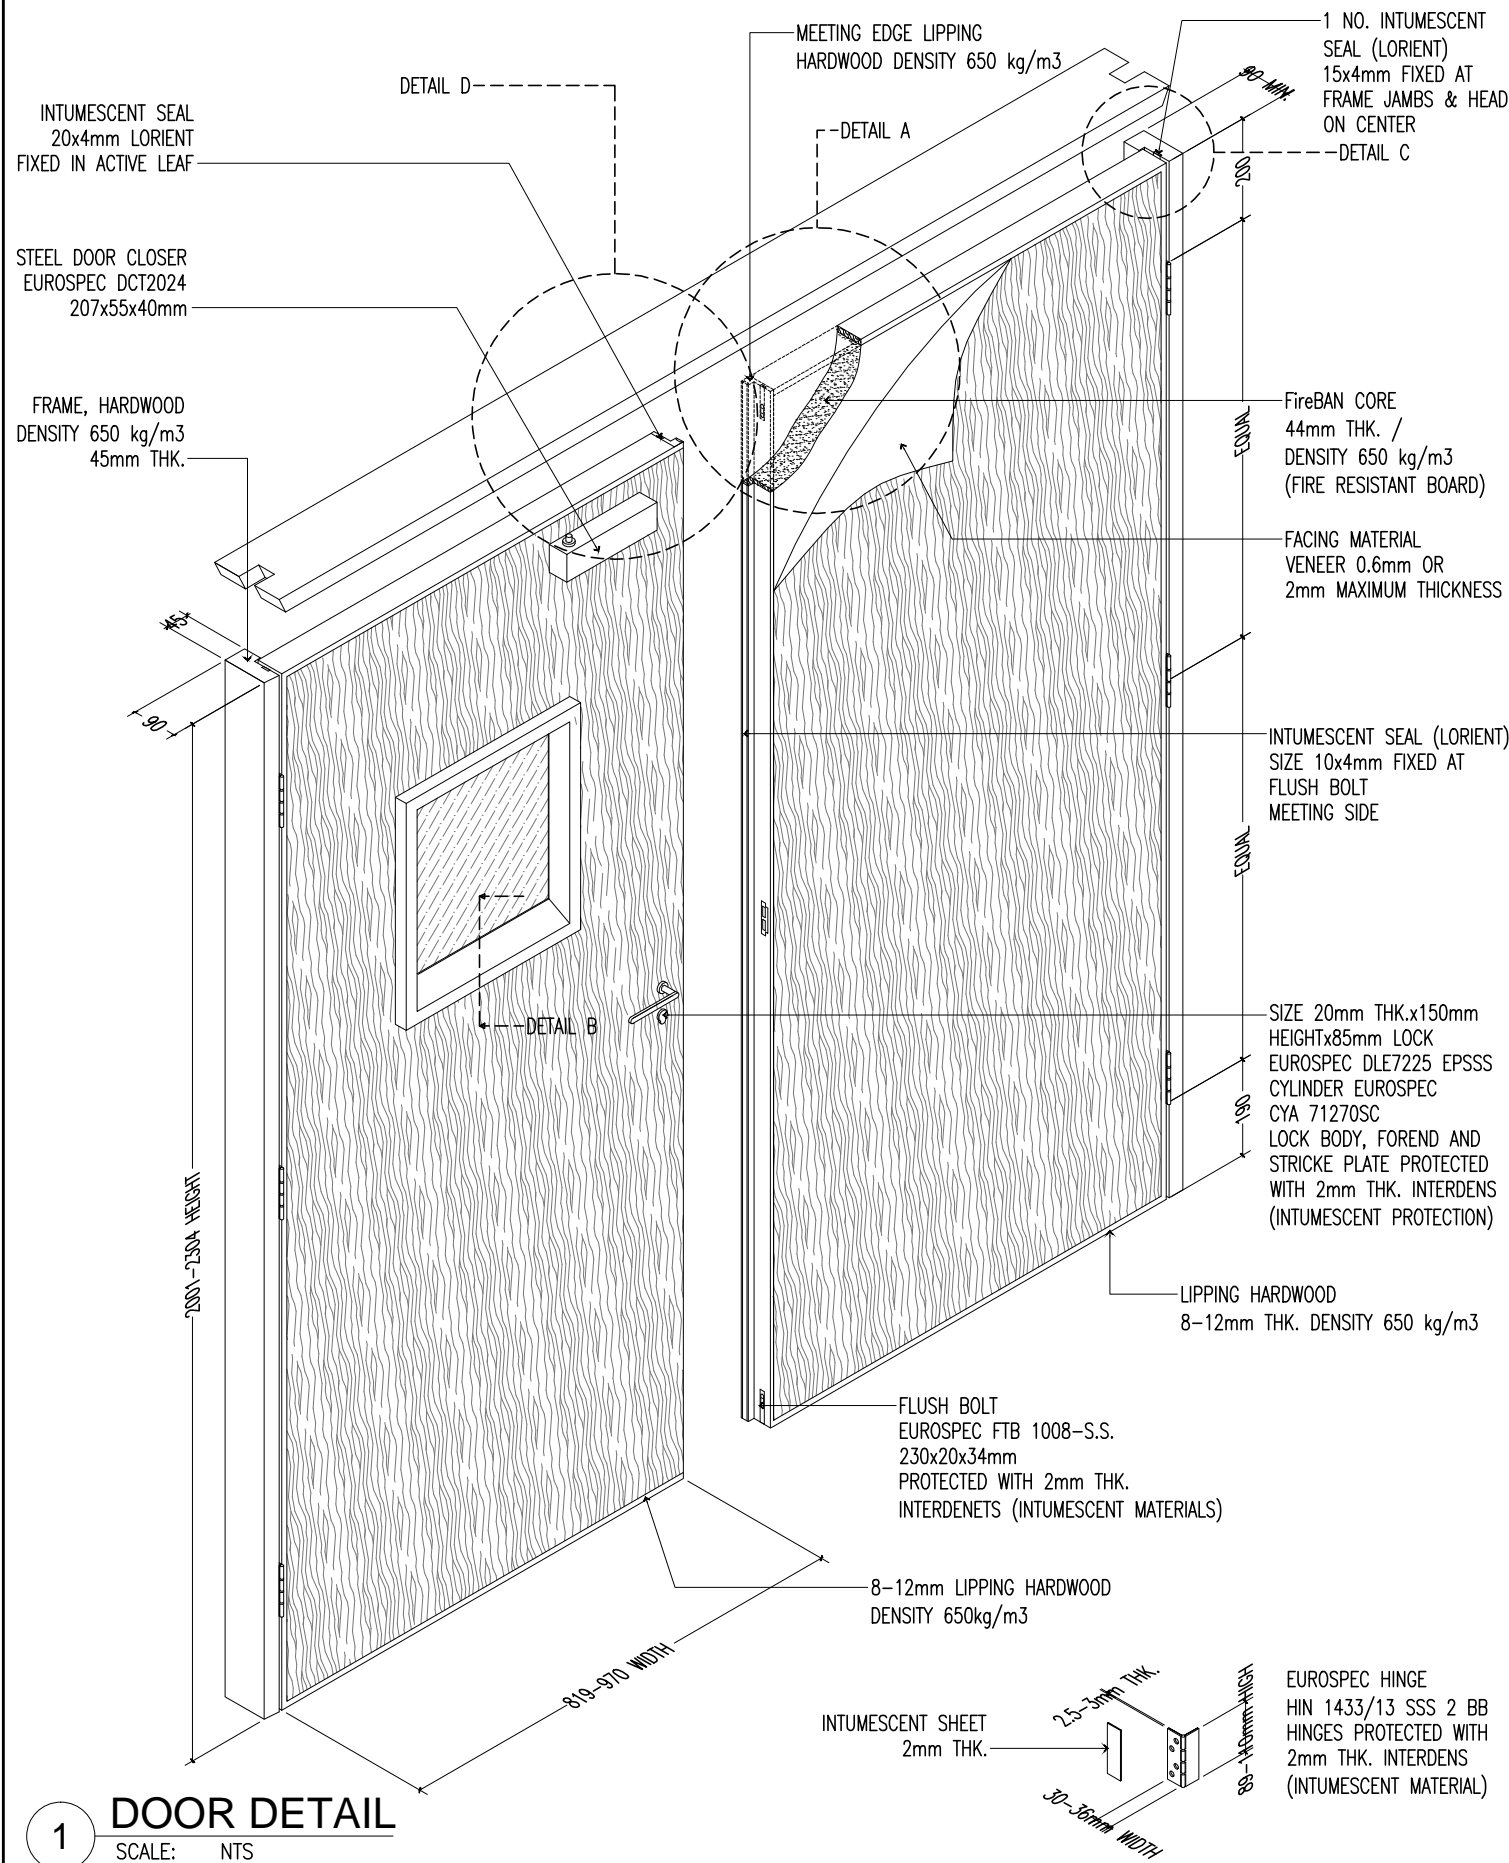 MEETING EDGE LIPPING
HARDWOOD DENSITY 650 kg/m3
1 NO. INTUMESCENT
SEAL (LORIENT)
15x4mm FIXED AT
FRAME JAMBS & HEAD
ON CENTER
90 MIN.
DETAIL D
DETAIL A
DETAIL C
200
INTUMESCENT SEAL
20x4mm LORIENT
FIXED IN ACTIVE LEAF
STEEL DOOR CLOSER
EUROSPEC DCT2024
207x55x40mm
FRAME, HARDWOOD
DENSITY 650 kg/m3
45mm THK.
EQUAL
FireBAN CORE
44mm THK. /
DENSITY 650 kg/m3
(FIRE RESISTANT BOARD)
FACING MATERIAL
VENEER 0.6mm OR
2mm MAXIMUM THICKNESS
45
90
INTUMESCENT SEAL (LORIENT)
SIZE 10x4mm FIXED AT
FLUSH BOLT
MEETING SIDE
EQUAL
DETAIL B
SIZE 20mm THK.x150mm
HEIGHTx85mm LOCK
EUROSPEC DLE7225 EPSSS
CYLINDER EUROSPEC
CYA 71270SC
LOCK BODY, FOREND AND
STRICKE PLATE PROTECTED
WITH 2mm THK. INTERDENS
(INTUMESCENT PROTECTION)
190
2001-2304 HEIGHT
LIPPING HARDWOOD
8-12mm THK. DENSITY 650 kg/m3
FLUSH BOLT
EUROSPEC FTB 1008-S.S.
230x20x34mm
PROTECTED WITH 2mm THK.
INTERDENETS (INTUMESCENT MATERIALS)
8-12mm LIPPING HARDWOOD
DENSITY 650kg/m3
819-970 WIDTH
INTUMESCENT SHEET
2mm THK.
2.5-3mm THK.
30-36mm WIDTH
89-110mm HIGH
EUROSPEC HINGE
HIN 1433/13 SSS 2 BB
HINGES PROTECTED WITH
2mm THK. INTERDENS
(INTUMESCENT MATERIAL)
1
DOOR DETAIL
SCALE: NTS